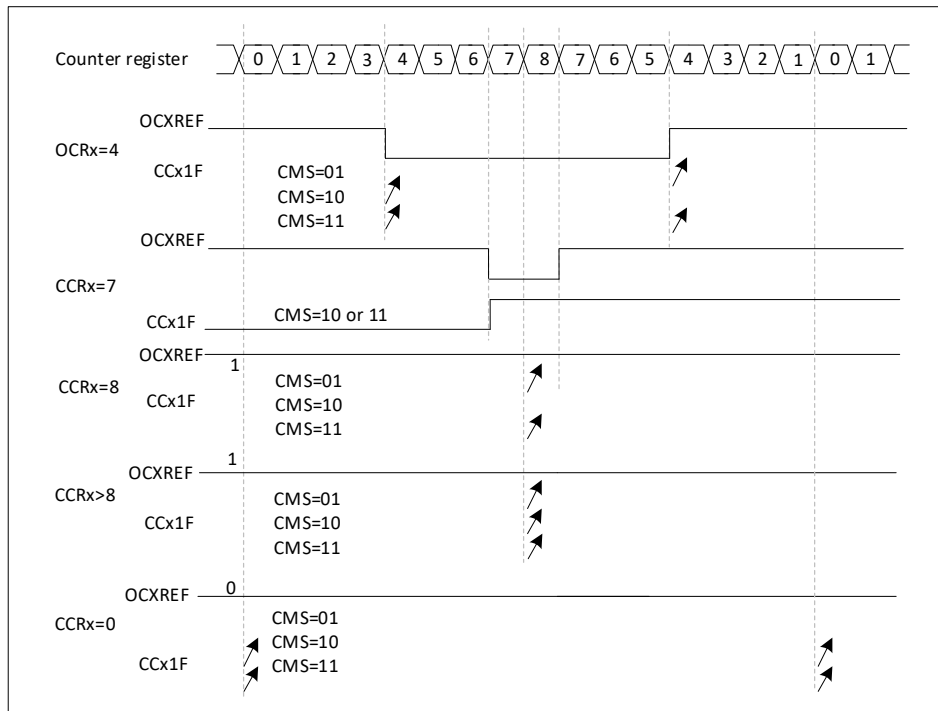 Counter register 0 1 2 3 4 5 6 7 8 7 6 5 4 3 2 1 0 1
OCXREF
OCRx=4
CCx1F
CMS=01
CMS=10
CMS=11
OCXREF
CCRx=7
CCx1F
CMS=10 or 11
OCXREF
1
CCRx=8
CCx1F
CMS=01
CMS=10
CMS=11
OCXREF
1
CCRx>8
CCx1F
CMS=01
CMS=10
CMS=11
OCXREF
0
CCRx=0
CCx1F
CMS=01
CMS=10
CMS=11